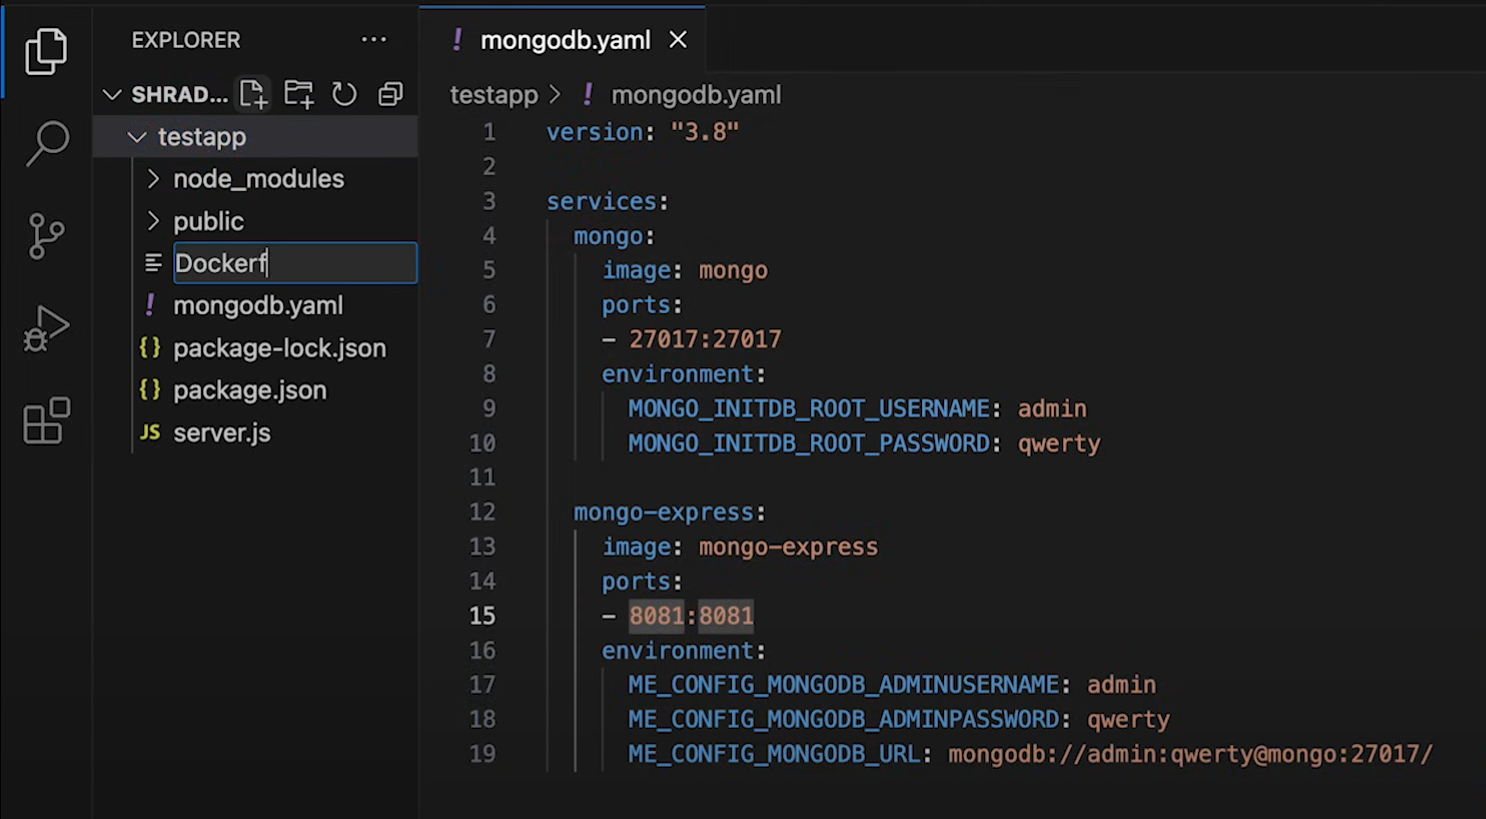 EXPLORER ...
SHRAD...
testapp
node_modules
public
Dockerf
mongodb.yaml
{} package-lock.json
{} package.json
JS server.js
! mongodb.yaml
testapp > ! mongodb.yaml
1 version: "3.8"
2
3 services:
4 mongo:
5 image: mongo
6 ports:
7 - 27017:27017
8 environment:
9 MONGO_INITDB_ROOT_USERNAME: admin
10 MONGO_INITDB_ROOT_PASSWORD: qwerty
11
12 mongo-express:
13 image: mongo-express
14 ports:
15 - 8081:8081
16 environment:
17 ME_CONFIG_MONGODB_ADMINUSERNAME: admin
18 ME_CONFIG_MONGODB_ADMINPASSWORD: qwerty
19 ME_CONFIG_MONGODB_URL: mongodb://admin:qwerty@mongo:27017/